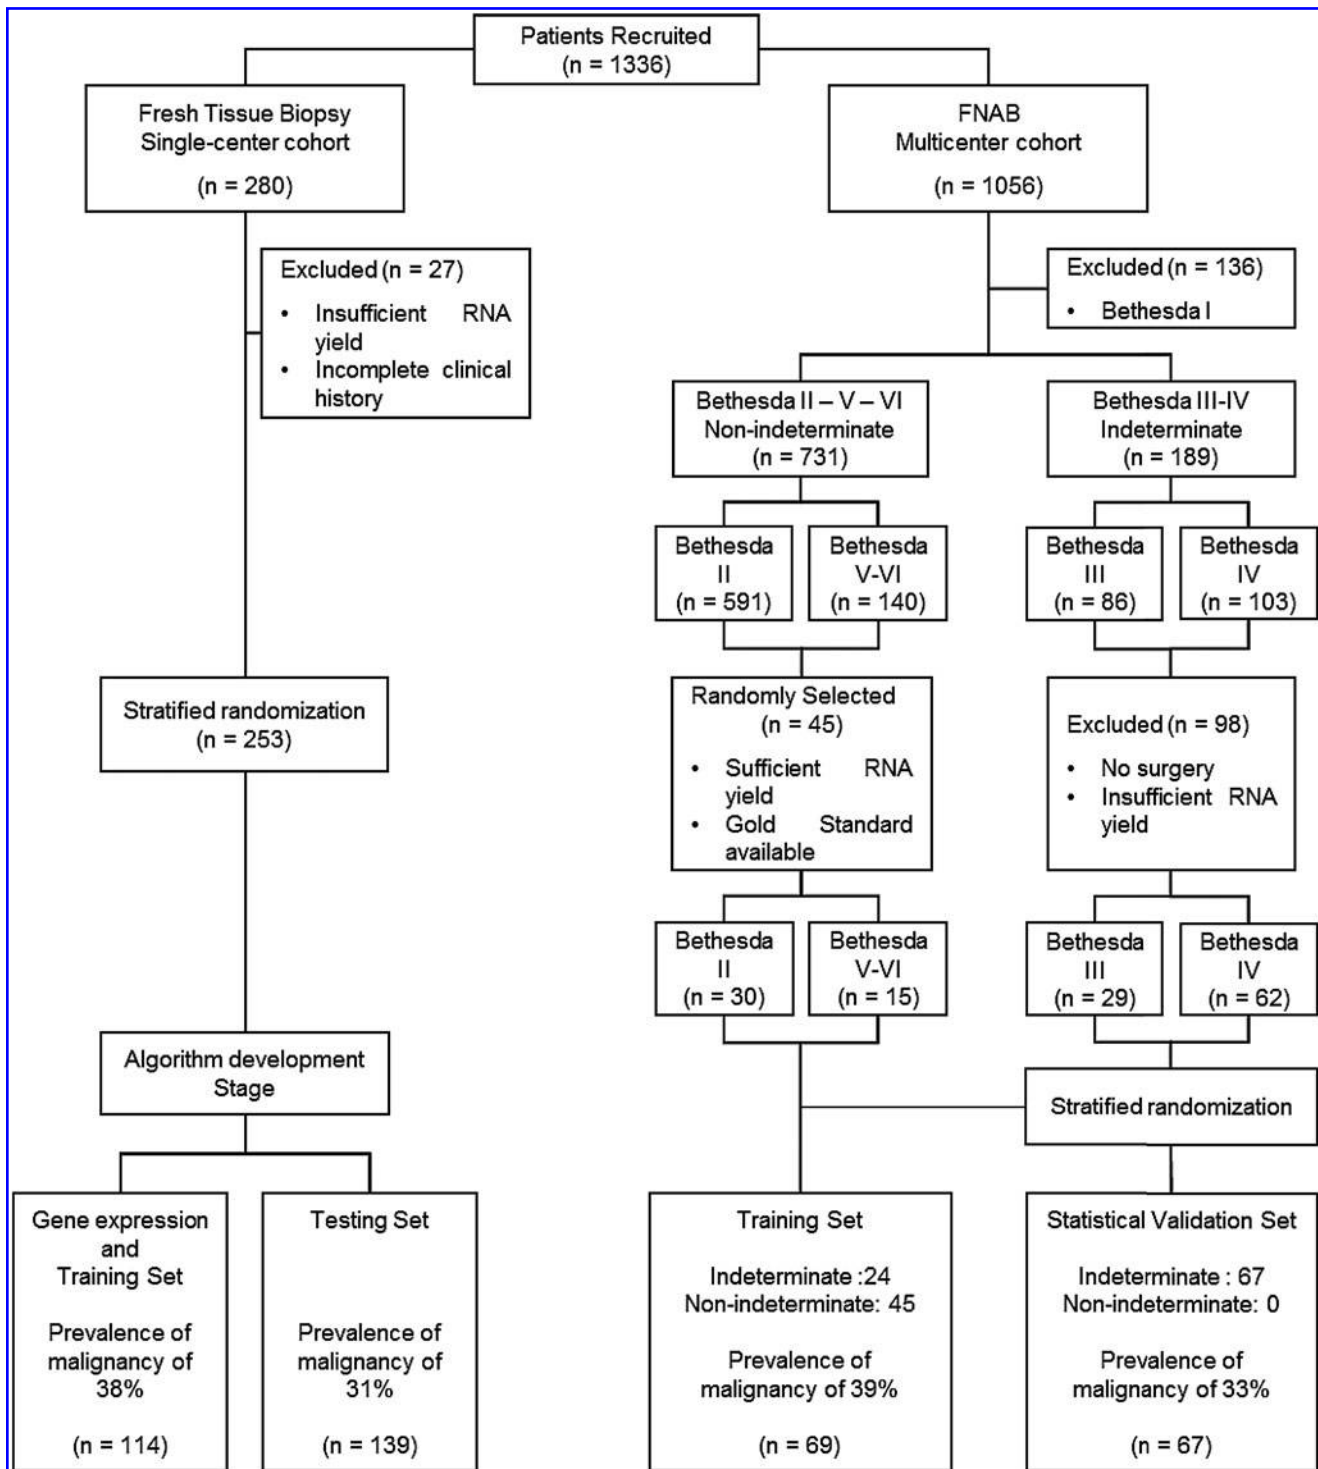 Patients Recruited
(n = 1336)
Fresh Tissue Biopsy
Single-center cohort
(n = 280)
FNAB
Multicenter cohort
(n = 1056)
Excluded (n = 27)
• Insufficient RNA
yield
• Incomplete clinical
history
Excluded (n = 136)
• Bethesda I
Bethesda II – V – VI
Non-indeterminate
(n = 731)
Bethesda III-IV
Indeterminate
(n = 189)
Bethesda
II
(n = 591)
Bethesda
V-VI
(n = 140)
Bethesda
III
(n = 86)
Bethesda
IV
(n = 103)
Stratified randomization
(n = 253)
Randomly Selected
(n = 45)
• Sufficient RNA
yield
• Gold Standard
available
Excluded (n = 98)
• No surgery
• Insufficient RNA
yield
Bethesda
II
(n = 30)
Bethesda
V-VI
(n = 15)
Bethesda
III
(n = 29)
Bethesda
IV
(n = 62)
Algorithm development
Stage
Stratified randomization
Gene expression
and
Training Set
Prevalence of
malignancy of
38%
(n = 114)
Testing Set
Prevalence of
malignancy of
31%
(n = 139)
Training Set
Indeterminate :24
Non-indeterminate: 45
Prevalence of
malignancy of 39%
(n = 69)
Statistical Validation Set
Indeterminate : 67
Non-indeterminate: 0
Prevalence of
malignancy of 33%
(n = 67)